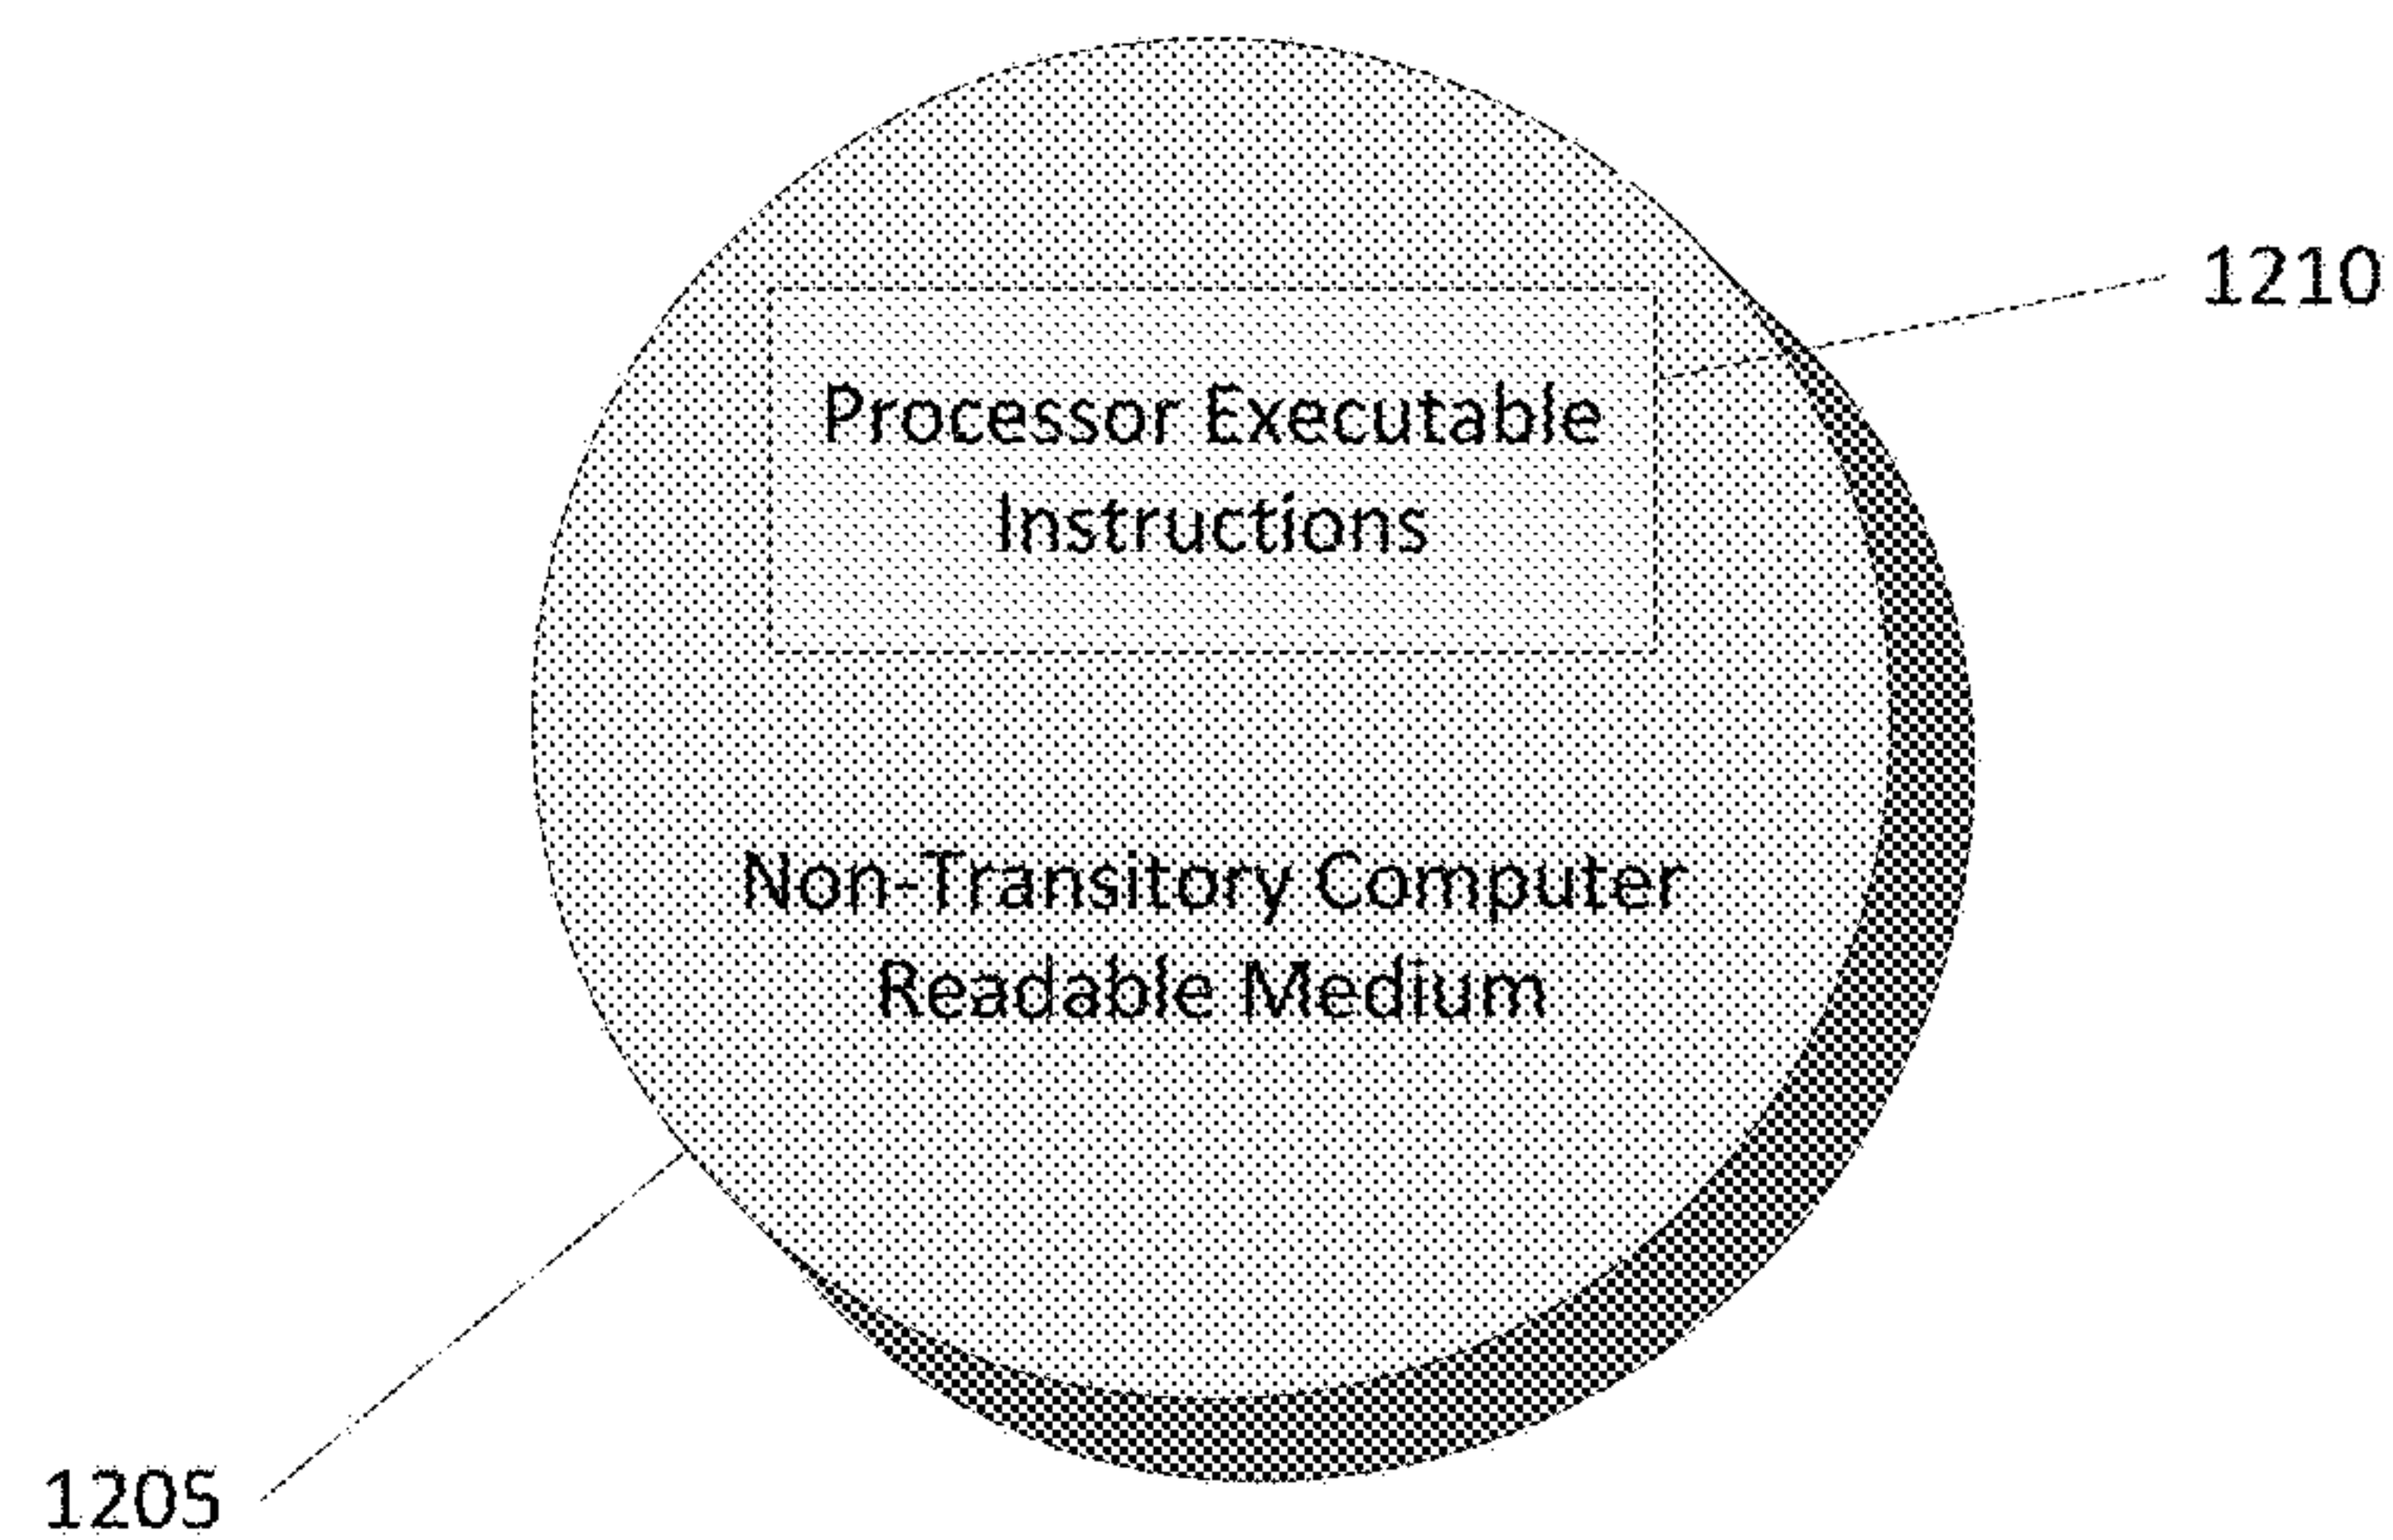 1210
Processor Executable
Instructions
Non-Transitory Computer
Readable Medium
1205